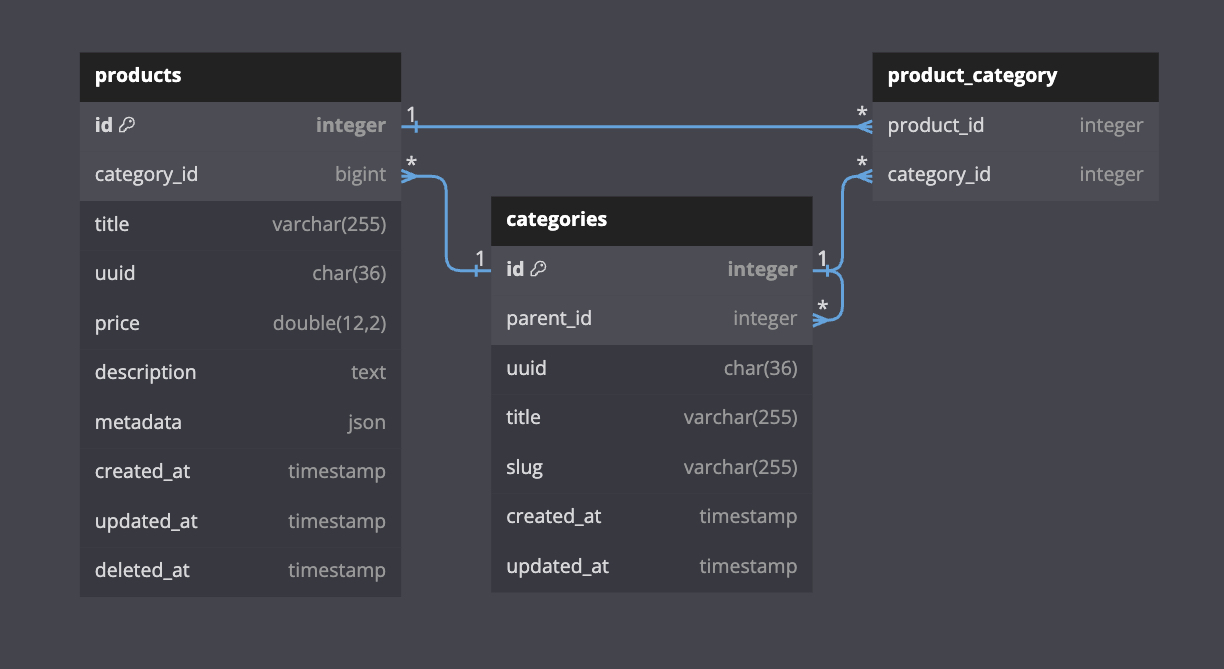 products
id integer
category_id bigint
title varchar(255)
uuid char(36)
price double(12,2)
description text
metadata json
created_at timestamp
updated_at timestamp
deleted_at timestamp
1
*
1
categories
id integer
parent_id integer
uuid char(36)
title varchar(255)
slug varchar(255)
created_at timestamp
updated_at timestamp
1
*
*
*
product_category
product_id integer
category_id integer